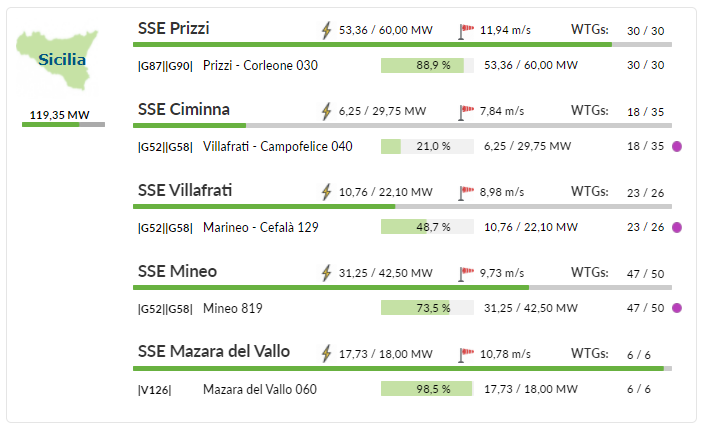 Sicilia
119,35 MW
SSE Prizzi 53,36 / 60,00 MW 11,94 m/s WTGs: 30 / 30
|G87||G90| Prizzi - Corleone 030 88,9 % 53,36 / 60,00 MW 30 / 30
SSE Ciminna 6,25 / 29,75 MW 7,84 m/s WTGs: 18 / 35
|G52||G58| Villafrati - Campofelice 040 21,0 % 6,25 / 29,75 MW 18 / 35
SSE Villafrati 10,76 / 22,10 MW 8,98 m/s WTGs: 23 / 26
|G52||G58| Marineo - Cefalà 129 48,7 % 10,76 / 22,10 MW 23 / 26
SSE Mineo 31,25 / 42,50 MW 9,73 m/s WTGs: 47 / 50
|G52||G58| Mineo 819 73,5 % 31,25 / 42,50 MW 47 / 50
SSE Mazara del Vallo 17,73 / 18,00 MW 10,78 m/s WTGs: 6 / 6
|V126| Mazara del Vallo 060 98,5 % 17,73 / 18,00 MW 6 / 6